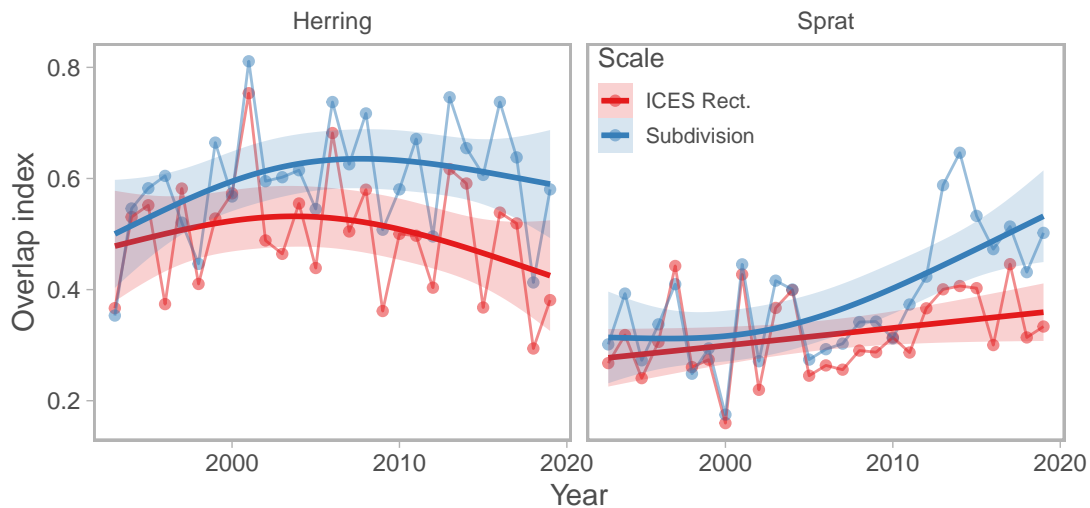 Herring
Sprat
Overlap index
0.8
0.6
0.4
0.2
Scale
ICES Rect.
Subdivision
2000
2010
2020
2000
2010
2020
Year